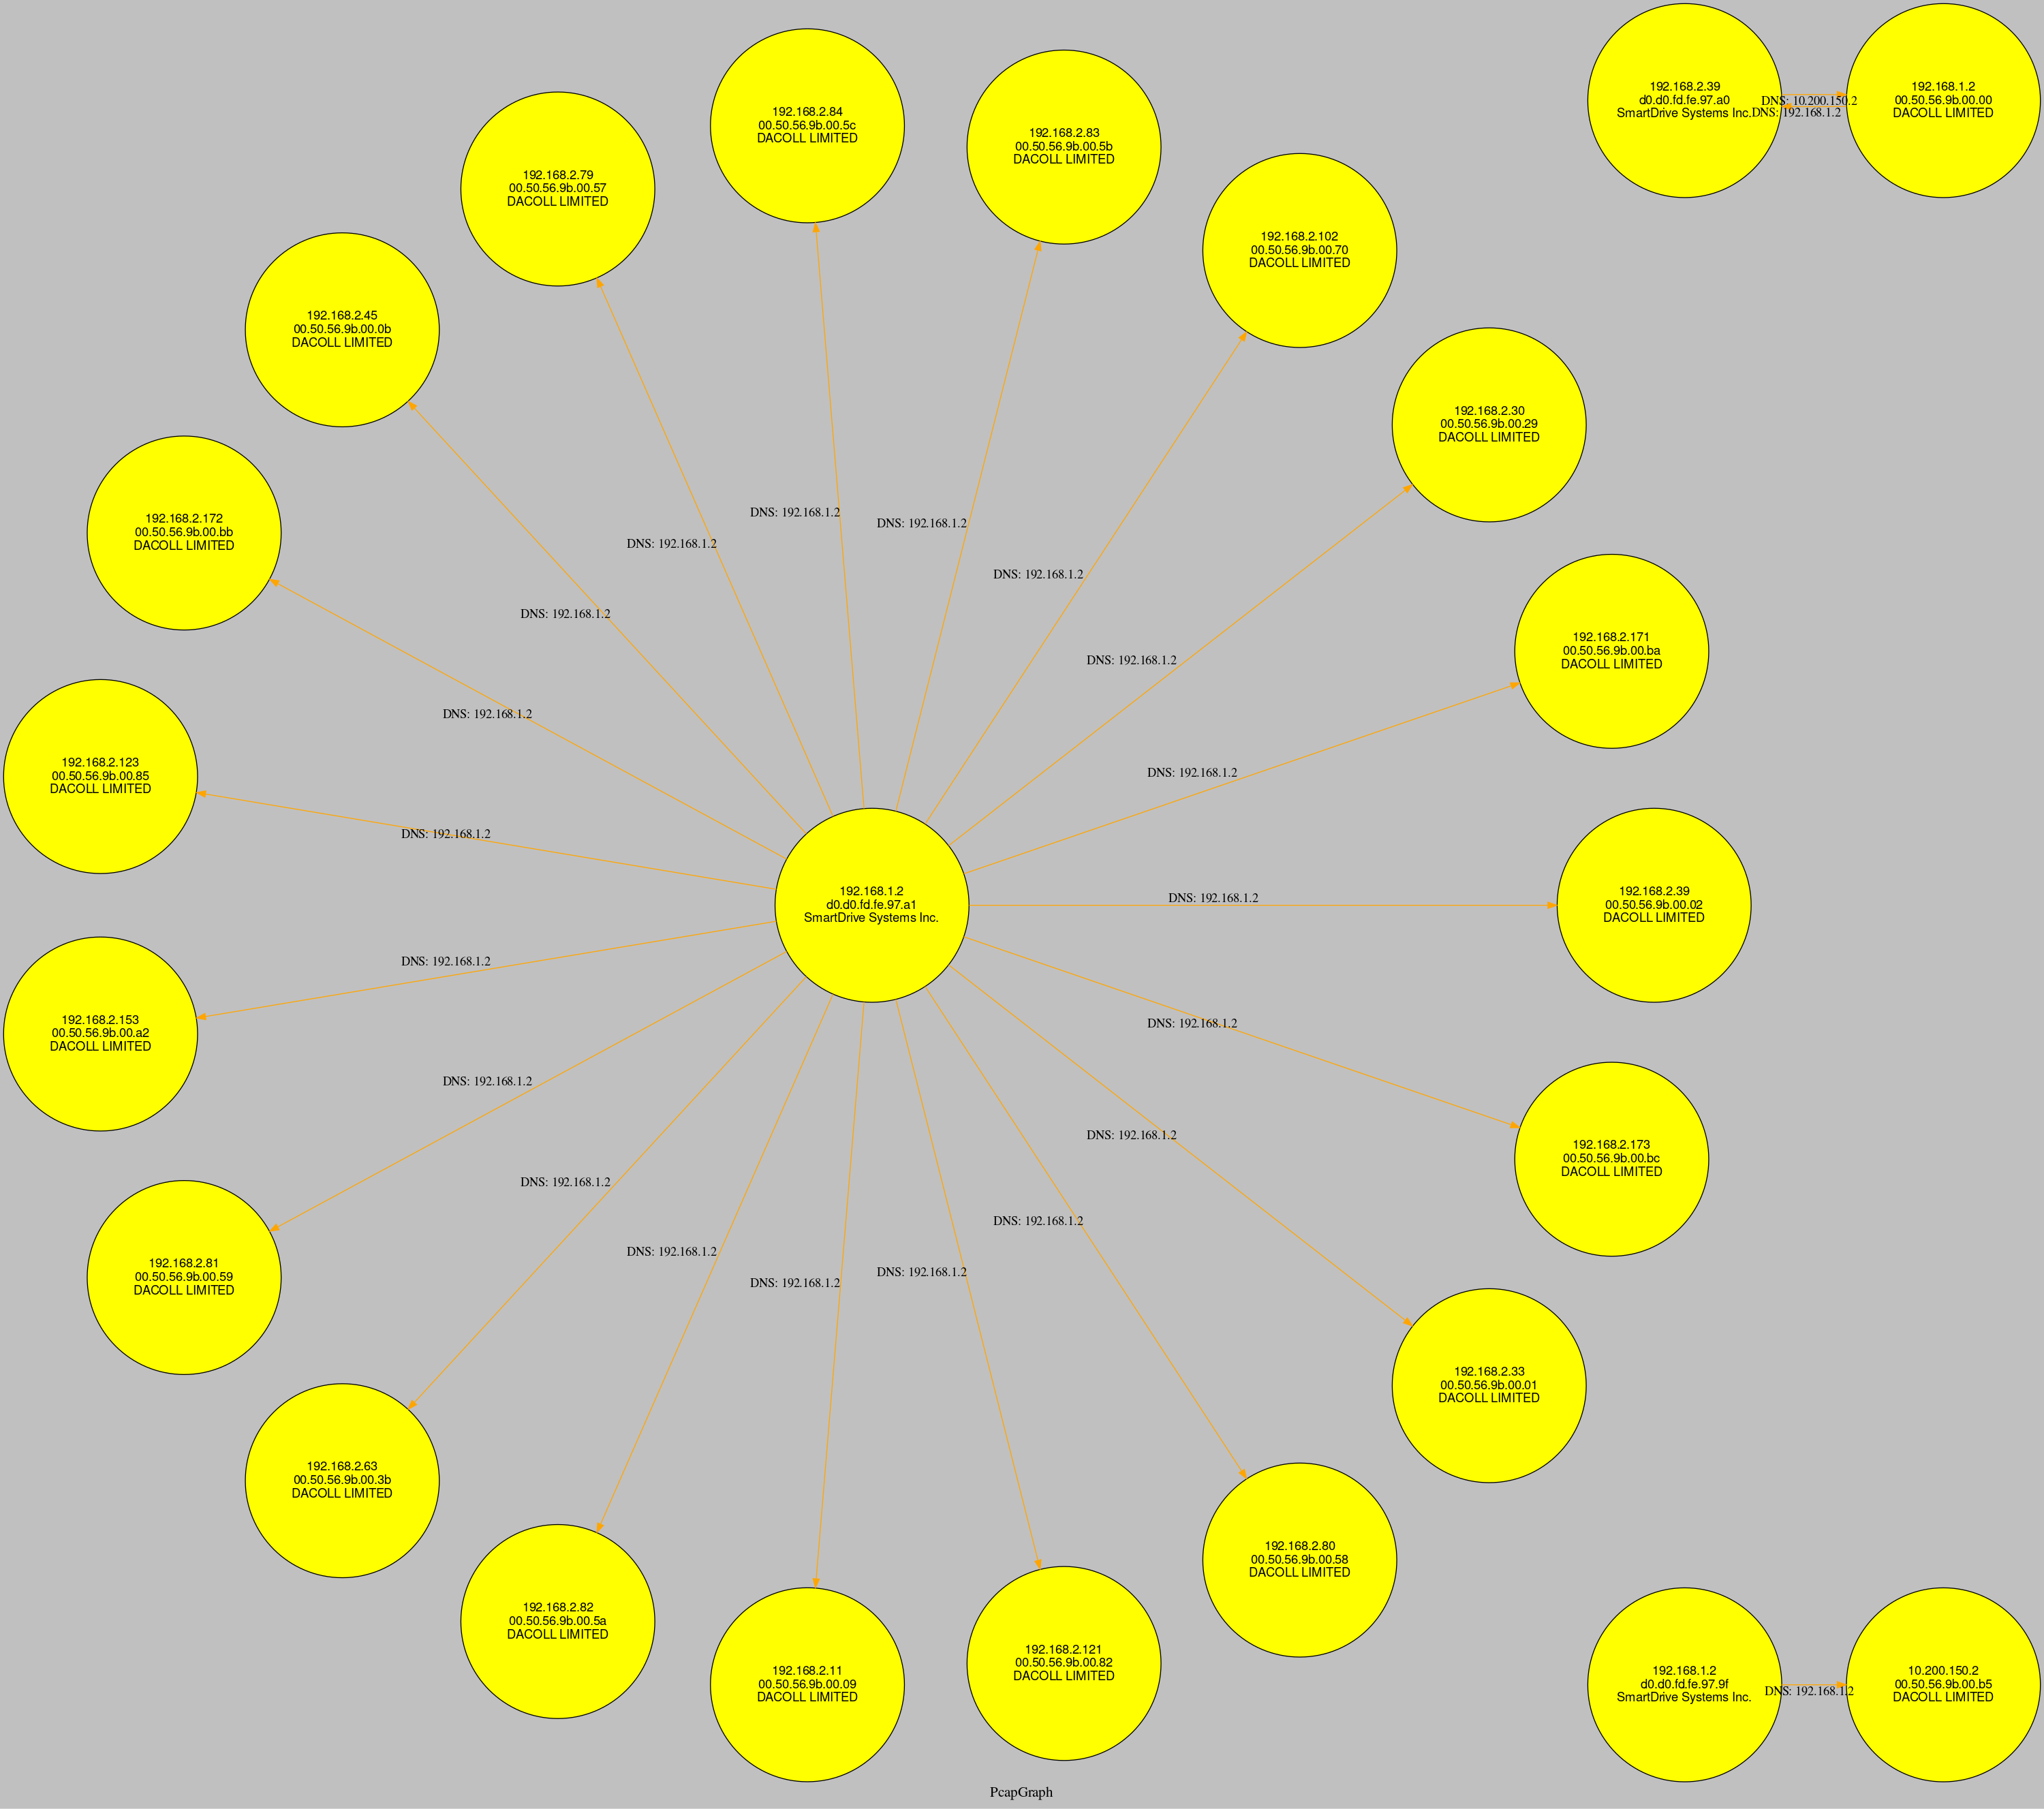 192.168.2.39
d0.d0.fd.fe.97.a0
SmartDrive Systems Inc.
DNS: 10.200.150.2
DNS: 192.168.1.2
192.168.1.2
00.50.56.9b.00.00
DACOLL LIMITED
192.168.2.84
00.50.56.9b.00.5c
DACOLL LIMITED
192.168.2.83
00.50.56.9b.00.5b
DACOLL LIMITED
192.168.2.79
00.50.56.9b.00.57
DACOLL LIMITED
192.168.2.102
00.50.56.9b.00.70
DACOLL LIMITED
192.168.2.45
00.50.56.9b.00.0b
DACOLL LIMITED
192.168.2.30
00.50.56.9b.00.29
DACOLL LIMITED
192.168.2.172
00.50.56.9b.00.bb
DACOLL LIMITED
DNS: 192.168.1.2
DNS: 192.168.1.2
DNS: 192.168.1.2
DNS: 192.168.1.2
DNS: 192.168.1.2
DNS: 192.168.1.2
192.168.2.171
00.50.56.9b.00.ba
DACOLL LIMITED
DNS: 192.168.1.2
DNS: 192.168.1.2
192.168.2.123
00.50.56.9b.00.85
DACOLL LIMITED
DNS: 192.168.1.2
192.168.1.2
d0.d0.fd.fe.97.a1
SmartDrive Systems Inc.
DNS: 192.168.1.2
192.168.2.39
00.50.56.9b.00.02
DACOLL LIMITED
DNS: 192.168.1.2
192.168.2.153
00.50.56.9b.00.a2
DACOLL LIMITED
DNS: 192.168.1.2
DNS: 192.168.1.2
DNS: 192.168.1.2
192.168.2.173
00.50.56.9b.00.bc
DACOLL LIMITED
DNS: 192.168.1.2
DNS: 192.168.1.2
DNS: 192.168.1.2
DNS: 192.168.1.2
DNS: 192.168.1.2
192.168.2.81
00.50.56.9b.00.59
DACOLL LIMITED
192.168.2.33
00.50.56.9b.00.01
DACOLL LIMITED
192.168.2.63
00.50.56.9b.00.3b
DACOLL LIMITED
192.168.2.80
00.50.56.9b.00.58
DACOLL LIMITED
192.168.2.82
00.50.56.9b.00.5a
DACOLL LIMITED
192.168.2.11
00.50.56.9b.00.09
DACOLL LIMITED
192.168.2.121
00.50.56.9b.00.82
DACOLL LIMITED
192.168.1.2
d0.d0.fd.fe.97.9f
SmartDrive Systems Inc.
DNS: 192.168.1.2
10.200.150.2
00.50.56.9b.00.b5
DACOLL LIMITED
PcapGraph